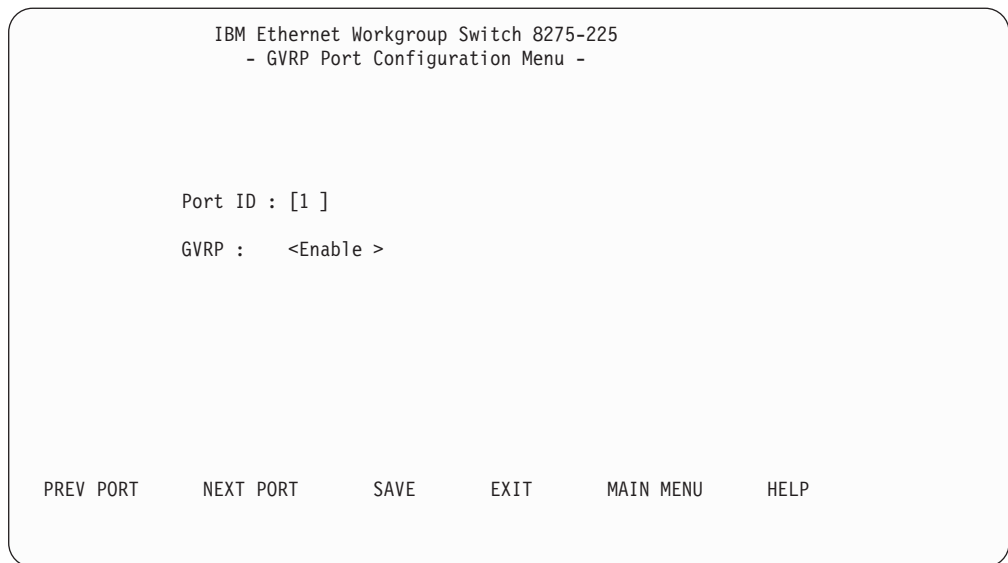 IBM Ethernet Workgroup Switch 8275-225
- GVRP Port Configuration Menu -
Port ID : [1 ]
GVRP : <Enable >
PREV PORT NEXT PORT SAVE EXIT MAIN MENU HELP